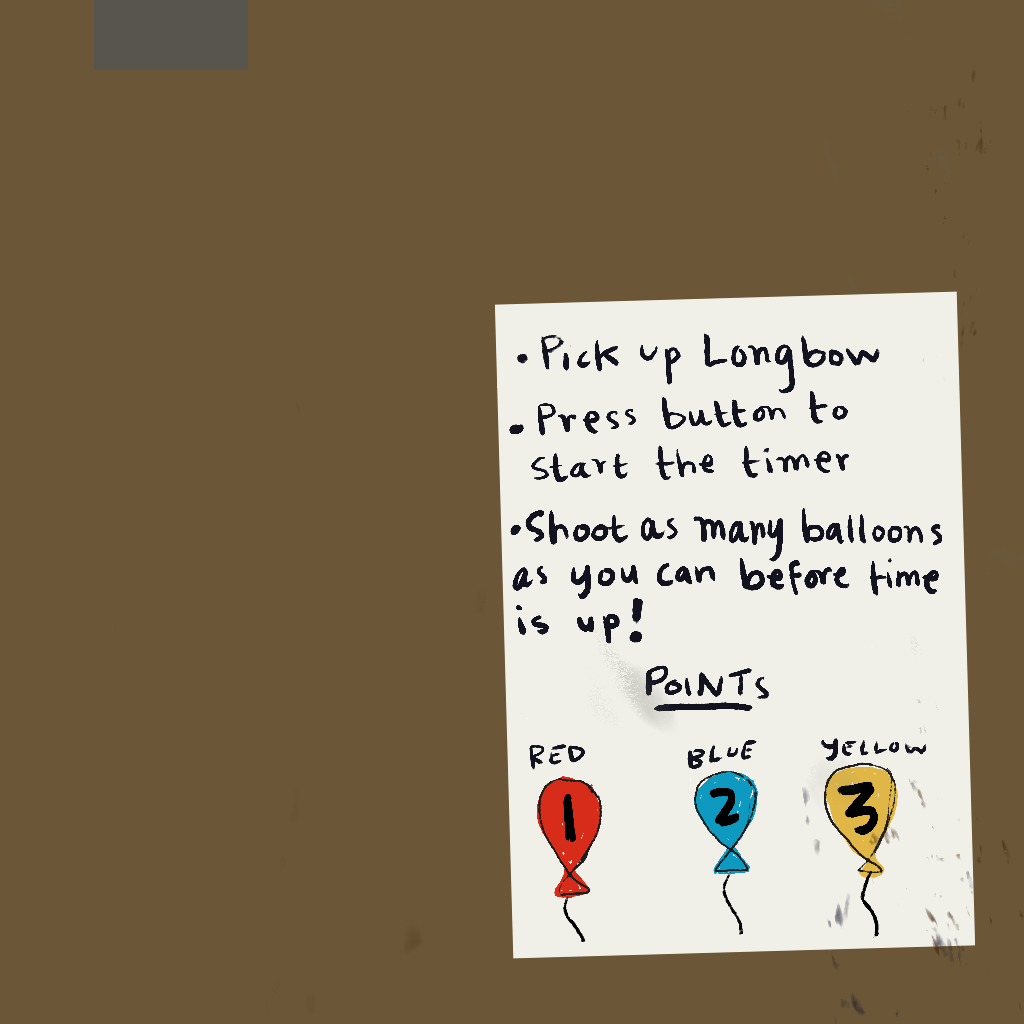 • Pick up Longbow
• Press button to
start the timer
• Shoot as many balloons
as you can before time
is up!
POINTS
RED BLUE YELLOW
1 2 3